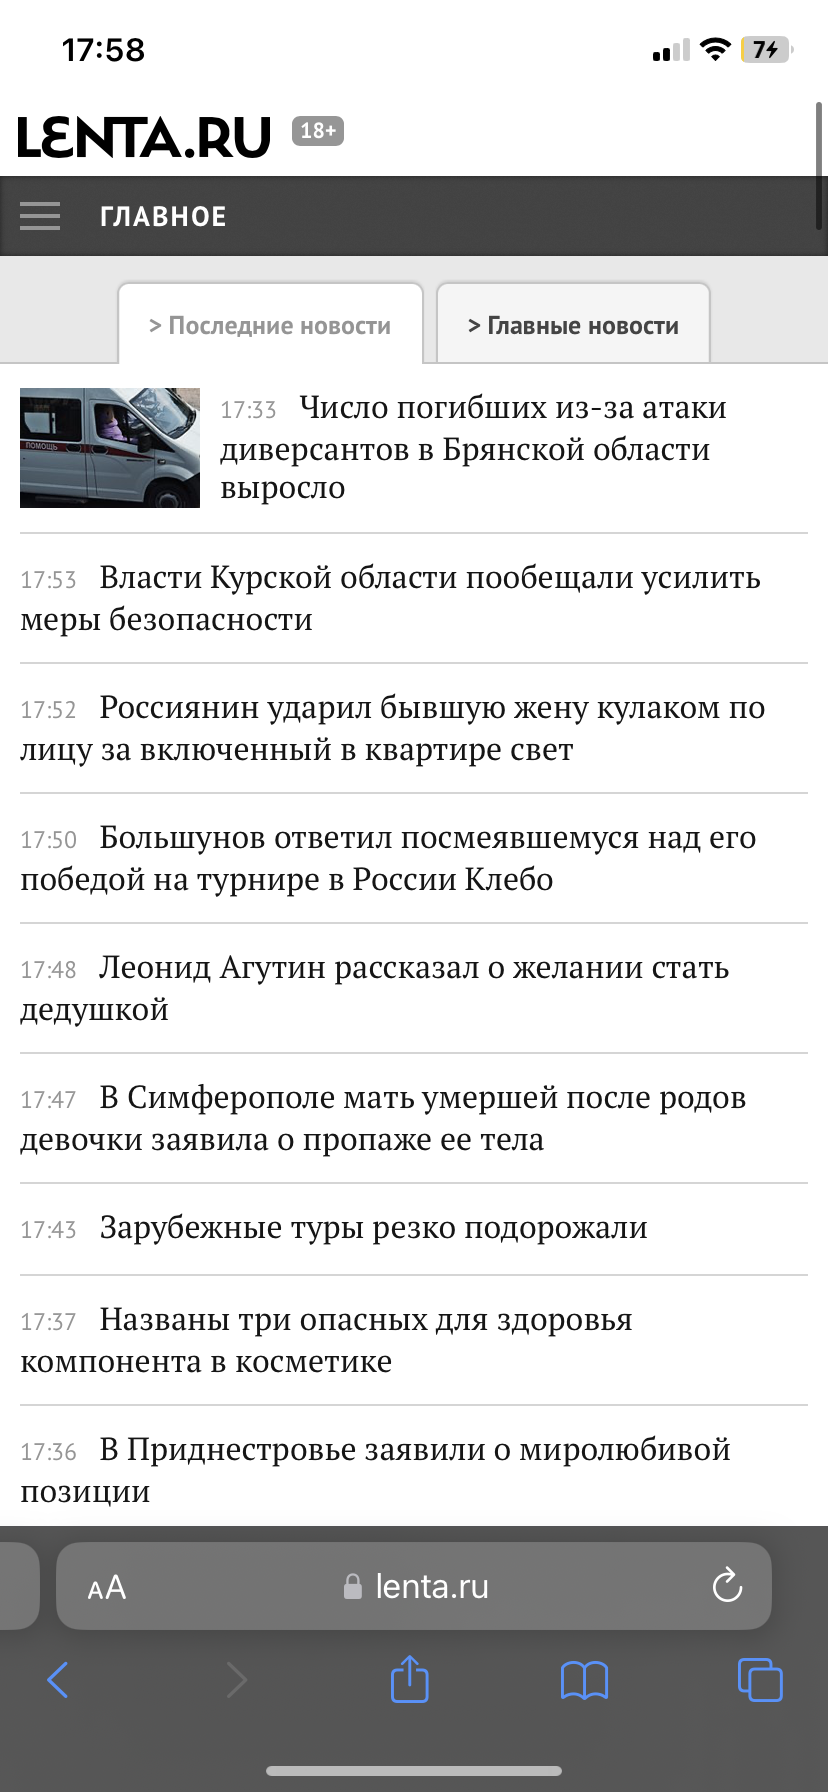 17:58
7
LENTA.RU 18+
ГЛАВНОЕ
> Последние новости > Главные новости
ПОМОЩЬ
17:33 Число погибших из-за атаки
диверсантов в Брянской области
выросло
17:53 Власти Курской области пообещали усилить
меры безопасности
17:52 Россиянин ударил бывшую жену кулаком по
лицу за включенный в квартире свет
17:50 Большунов ответил посмеявшемуся над его
победой на турнире в России Клебо
17:48 Леонид Агутин рассказал о желании стать
дедушкой
17:47 В Симферополе мать умершей после родов
девочки заявила о пропаже ее тела
17:43 Зарубежные туры резко подорожали
17:37 Названы три опасных для здоровья
компонента в косметике
17:36 В Приднестровье заявили о миролюбивой
позиции
AA lenta.ru